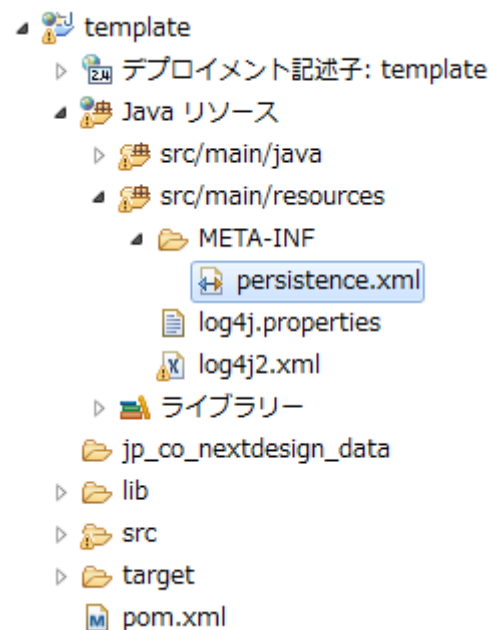 template
2.4 デプロイメント記述子: template
Java リソース
src/main/java
src/main/resources
META-INF
persistence.xml
log4j.properties
X log4j2.xml
ライブラリー
jp_co_nextdesign_data
lib
src
target
M pom.xml